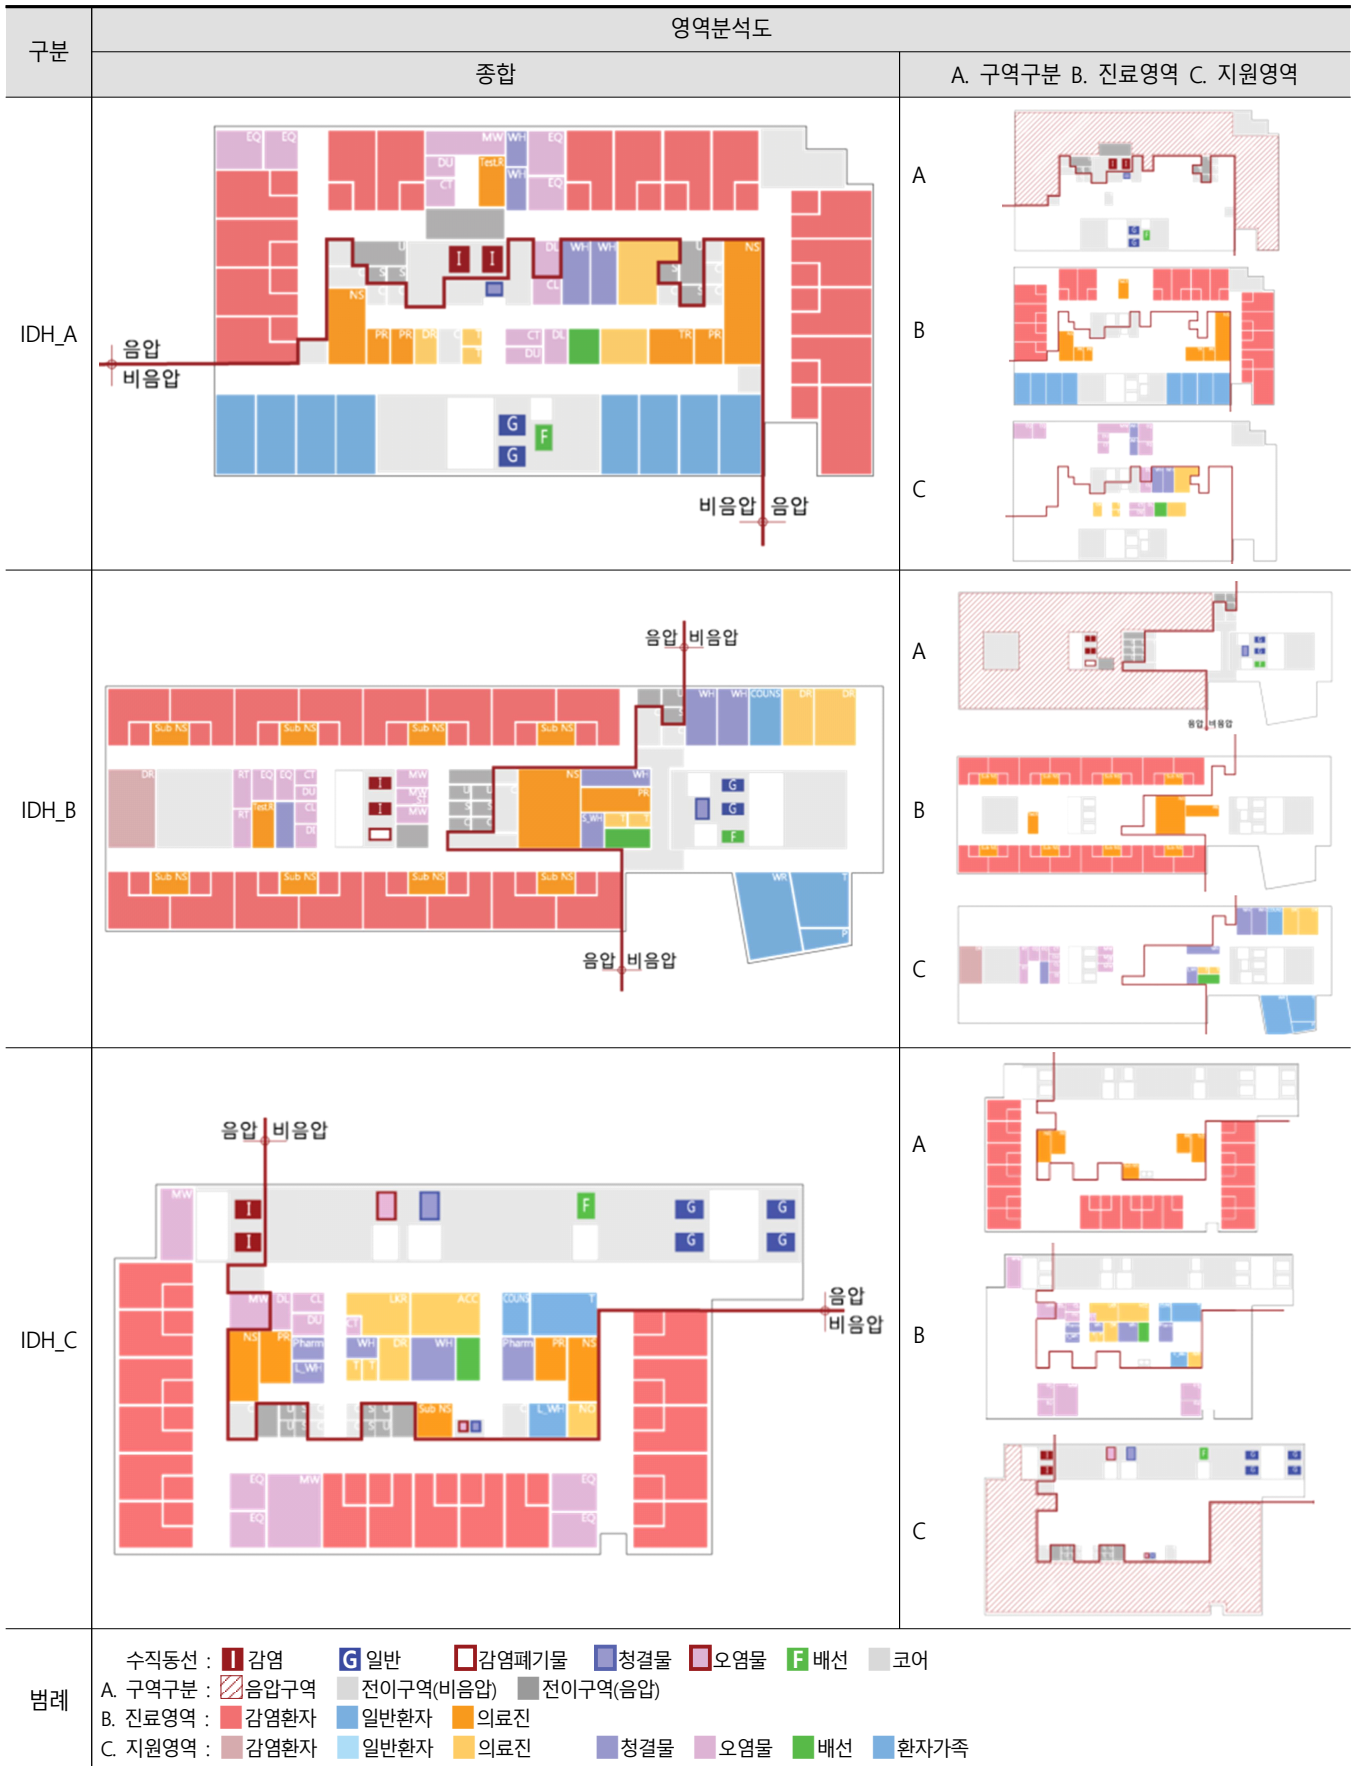 구분
영역분석도
종합
A. 구역구분 B. 진료영역 C. 지원영역
IDH_A
EQ EQ MW WH EQ
DU Test.R WH
CT EQ
U I I DL WH WH U NS
S S CL S
NS
PR PR DR C T CT DL TR PR
T DU
음압
비음압
G
F
G
비음압 음압
A
I I
G F
G
B
C
IDH_B
음압 비음압
U WH WH COUNS DR DR
Sub NS Sub NS Sub NS Sub NS
DR RT EQ EQ CT I MW NS WH G
DU MW U U
Test.R CL I ST S S PR G
RT MW S_WH T T
DI C C F
Sub NS Sub NS Sub NS Sub NS
WR T
P
음압 비음압
A
음압 비음압
B
C
IDH_C
음압 비음압
MW I F G G
I G G
음압
비음압
MW DL CL LKR ACC COUNS T
DU CT
NS PR Pharm WH DR WH Pharm PR NS
L_WH T T
C U S C C S U Sub NS C L_WH NO
U S C C S U
EQ MW EQ
EQ EQ
A
B
C
범례
수직동선 : I 감염 G 일반 감염폐기물 청결물 오염물 F 배선 코어
A. 구역구분 : 음압구역 전이구역(비음압) 전이구역(음압)
B. 진료영역 : 감염환자 일반환자 의료진
C. 지원영역 : 감염환자 일반환자 의료진 청결물 오염물 배선 환자가족